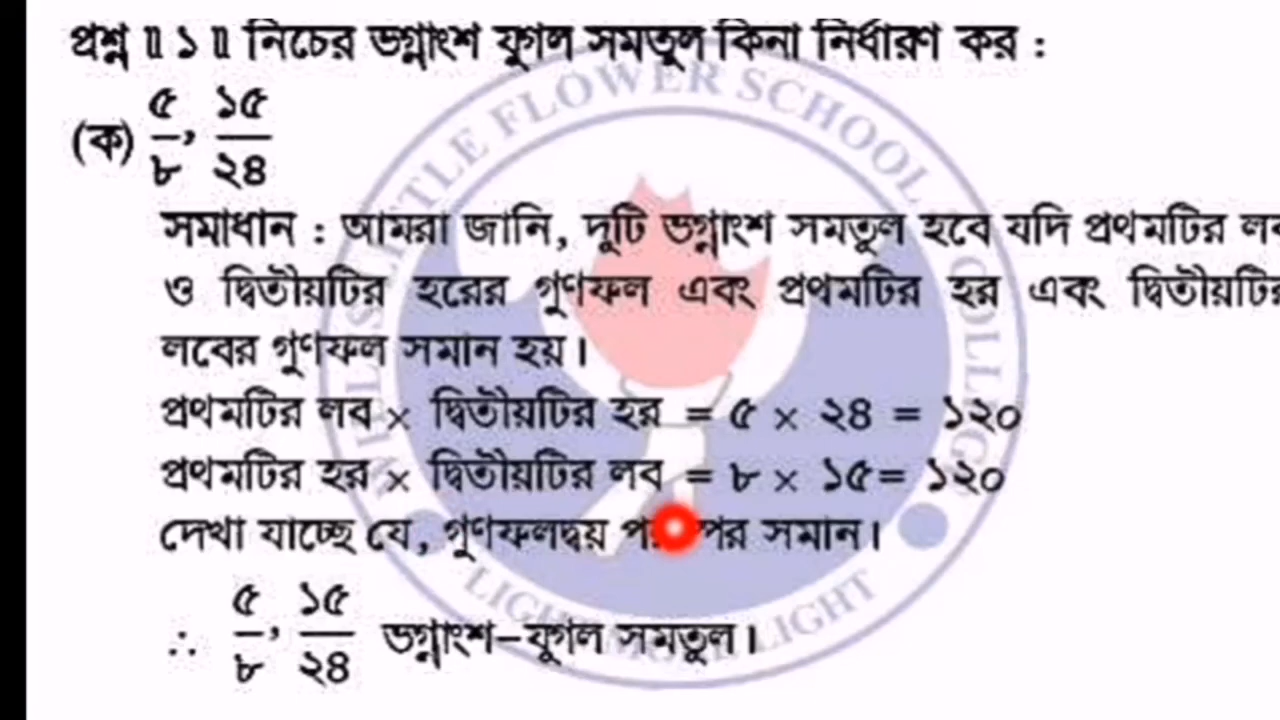 প্রশ্ন ॥ ১ ॥ নিচের ভগ্নাংশ যুগল সমতুল কিনা নির্ধারণ কর :
(ক) ৫/৮, ১৫/২৪
সমাধান : আমরা জানি, দুটি ভগ্নাংশ সমতুল হবে যদি প্রথমটির লব
ও দ্বিতীয়টির হরের গুণফল এবং প্রথমটির হর এবং দ্বিতীয়টির
লবের গুণফল সমান হয়।
প্রথমটির লব × দ্বিতীয়টির হর = ৫ × ২৪ = ১২০
প্রথমটির হর × দ্বিতীয়টির লব = ৮ × ১৫= ১২০
দেখা যাচ্ছে যে, গুণফলদ্বয় সমান।
∴ ৫/৮, ১৫/২৪ ভগ্নাংশ-যুগল সমতুল।
LITTLE FLOWER SCHOOL COLLEG
LIGHT LIGHT